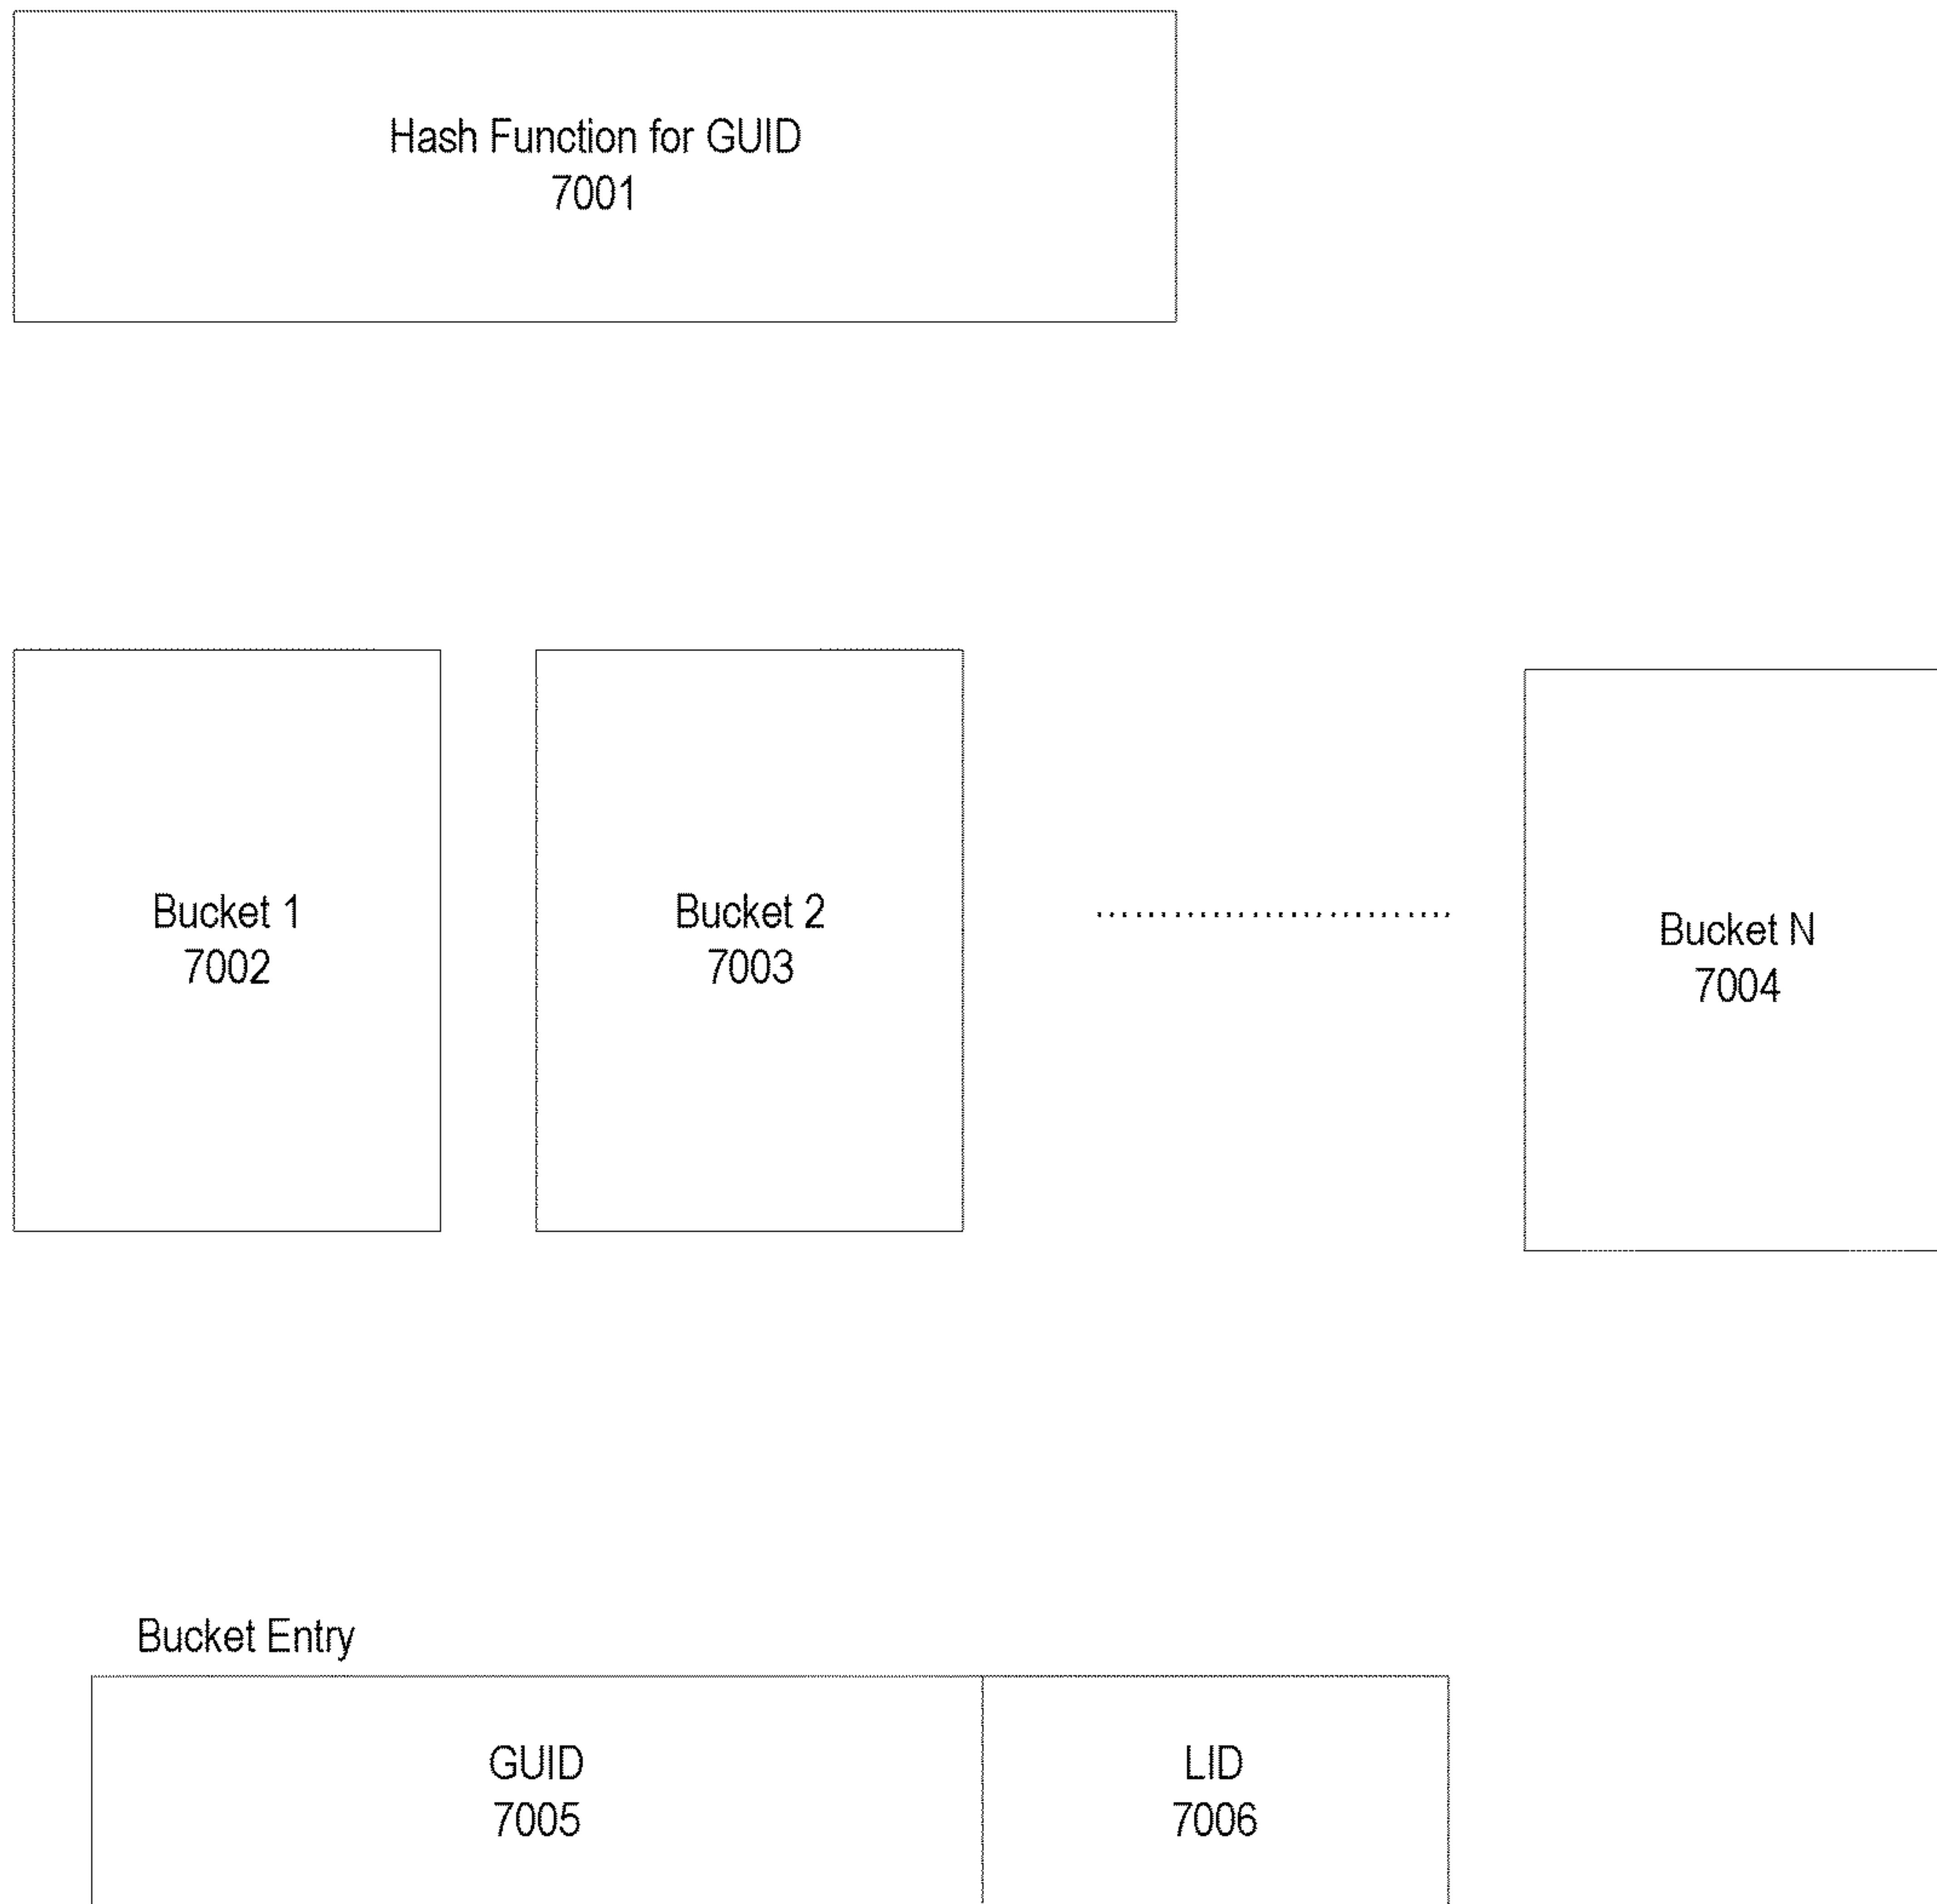 Hash Function for GUID
7001
Bucket 1
7002
Bucket 2
7003
Bucket N
7004
Bucket Entry
GUID
7005
LID
7006